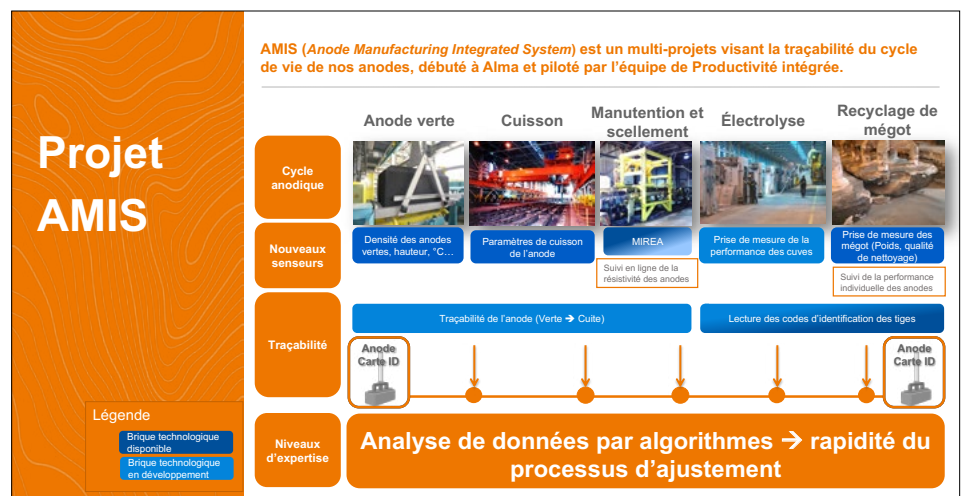 Projet
AMIS
AMIS (Anode Manufacturing Integrated System) est un multi-projets visant la traçabilité du cycle
de vie de nos anodes, débuté à Alma et piloté par l’équipe de Productivité intégrée.
Anode verte
Cuisson
Manutention et
scellement
Électrolyse
Recyclage de
mégot
Cycle
anodique
Nouveaux
senseurs
Densité des anodes
vertes, hauteur, °C…
Paramètres de cuisson
de l’anode
MIREA
Suivi en ligne de la
résistivité des anodes
Prise de mesure de la
performance des cuves
Prise de mesure des
mégot (Poids, qualité
de nettoyage)
Suivi de la performance
individuelle des anodes
Traçabilité
Traçabilité de l’anode (Verte → Cuite)
Lecture des codes d’identification des tiges
Anode
Carte ID
Anode
Carte ID
Légende
Brique technologique
disponible
Brique technologique
en développement
Niveaux
d’expertise
Analyse de données par algorithmes → rapidité du
processus d’ajustement